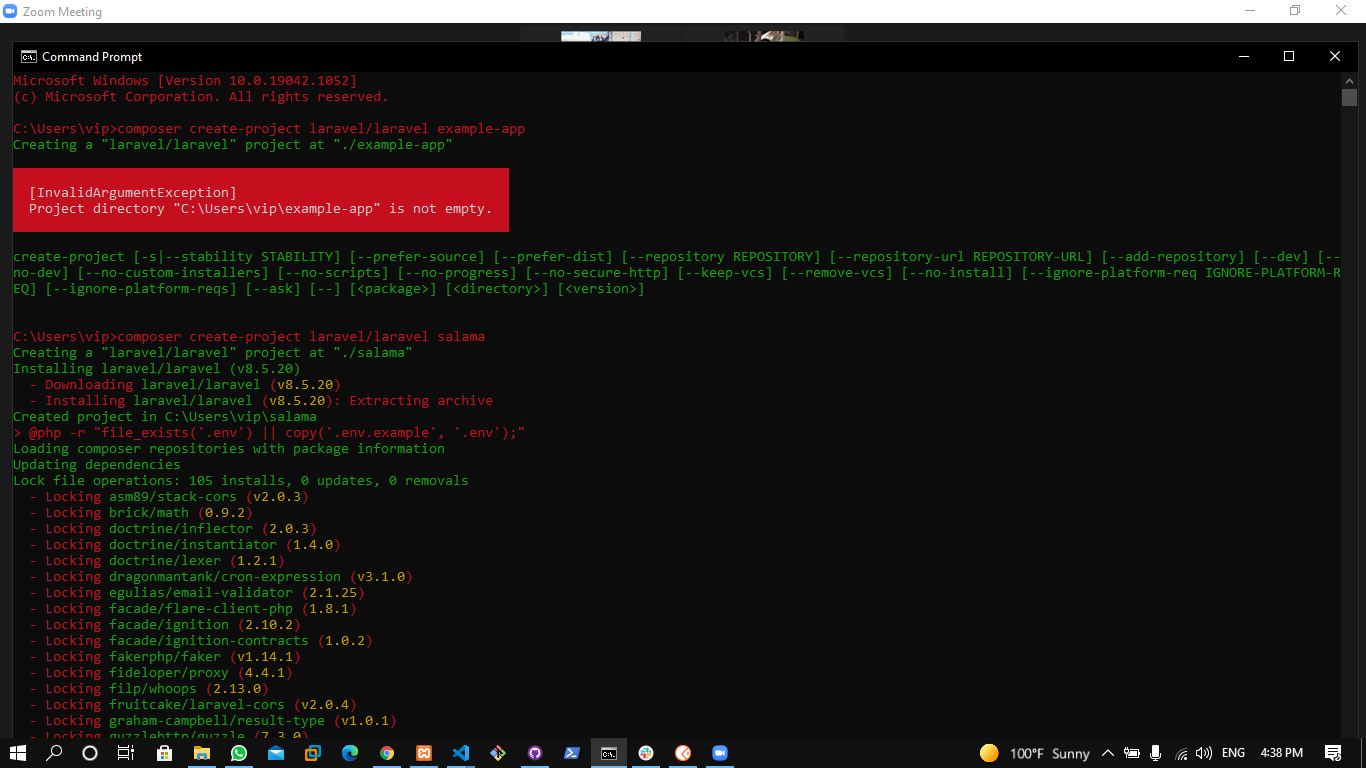 Zoom Meeting
Command Prompt
Microsoft Windows [Version 10.0.19042.1052]
(c) Microsoft Corporation. All rights reserved.
C:\Users\vip>composer create-project laravel/laravel example-app
Creating a "laravel/laravel" project at "./example-app"
[InvalidArgumentException]
Project directory "C:\Users\vip\example-app" is not empty.
create-project [-s|--stability STABILITY] [--prefer-source] [--prefer-dist] [--repository REPOSITORY] [--repository-url REPOSITORY-URL] [--add-repository] [--dev] [--
no-dev] [--no-custom-installers] [--no-scripts] [--no-progress] [--no-secure-http] [--keep-vcs] [--remove-vcs] [--no-install] [--ignore-platform-req IGNORE-PLATFORM-R
EQ] [--ignore-platform-reqs] [--ask] [--] [<package>] [<directory>] [<version>]
C:\Users\vip>composer create-project laravel/laravel salama
Creating a "laravel/laravel" project at "./salama"
Installing laravel/laravel (v8.5.20)
- Downloading laravel/laravel (v8.5.20)
- Installing laravel/laravel (v8.5.20): Extracting archive
Created project in C:\Users\vip\salama
> @php -r "file_exists('.env') || copy('.env.example', '.env');"
Loading composer repositories with package information
Updating dependencies
Lock file operations: 105 installs, 0 updates, 0 removals
- Locking asm89/stack-cors (v2.0.3)
- Locking brick/math (0.9.2)
- Locking doctrine/inflector (2.0.3)
- Locking doctrine/instantiator (1.4.0)
- Locking doctrine/lexer (1.2.1)
- Locking dragonmantank/cron-expression (v3.1.0)
- Locking egulias/email-validator (2.1.25)
- Locking facade/flare-client-php (1.8.1)
- Locking facade/ignition (2.10.2)
- Locking facade/ignition-contracts (1.0.2)
- Locking fakerphp/faker (v1.14.1)
- Locking fideloper/proxy (4.4.1)
- Locking filp/whoops (2.13.0)
- Locking fruitcake/laravel-cors (v2.0.4)
- Locking graham-campbell/result-type (v1.0.1)
- Locking guzzlehttp/guzzle (7.3.0)
100°F Sunny ENG 4:38 PM